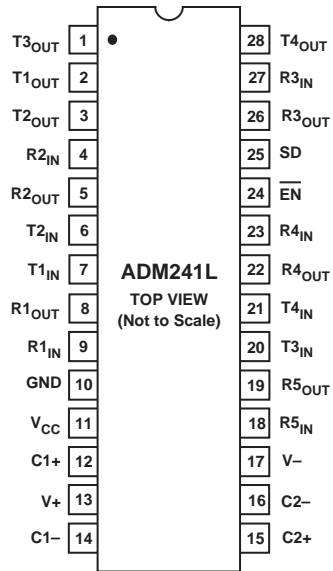 T3OUT 1 28 T4OUT
T1OUT 2 27 R3IN
T2OUT 3 26 R3OUT
R2IN 4 25 SD
R2OUT 5 24 EN
T2IN 6 23 R4IN
T1IN 7 ADM241L 22 R4OUT
R1OUT 8 TOP VIEW 21 T4IN
(Not to Scale)
R1IN 9 20 T3IN
GND 10 19 R5OUT
VCC 11 18 R5IN
C1+ 12 17 V–
V+ 13 16 C2–
C1– 14 15 C2+